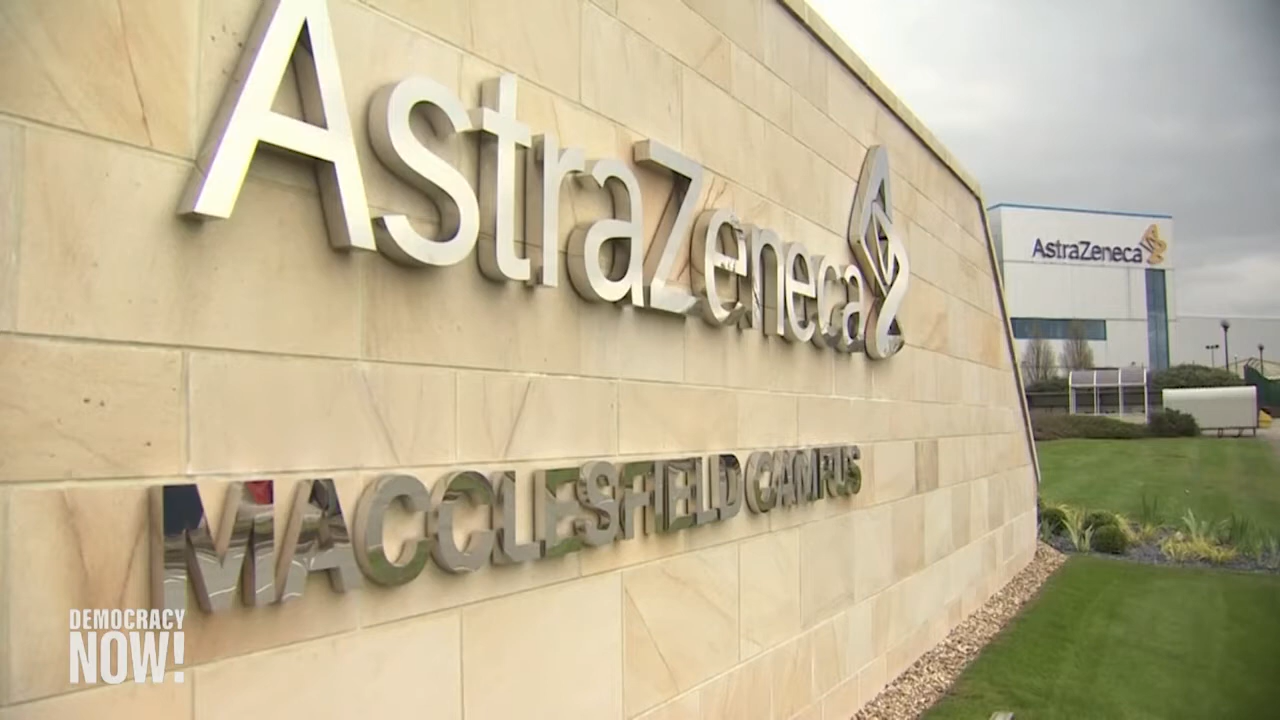 AstraZeneca
AstraZeneca
MACCLESFIELD CAMPUS
DEMOCRACY
NOW!